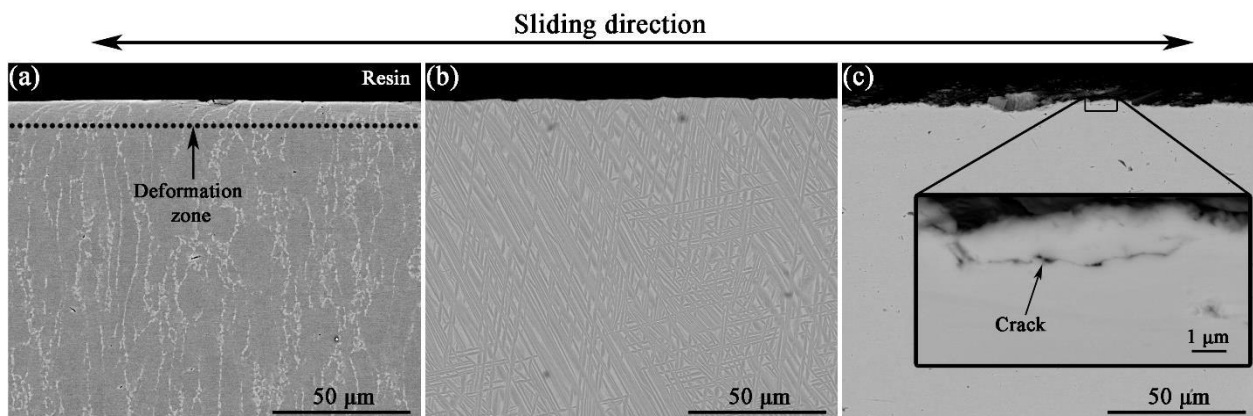 Sliding direction
(a)
Resin
(b)
(c)
Deformation
zone
Crack
1 μm
50 μm
50 μm
50 μm